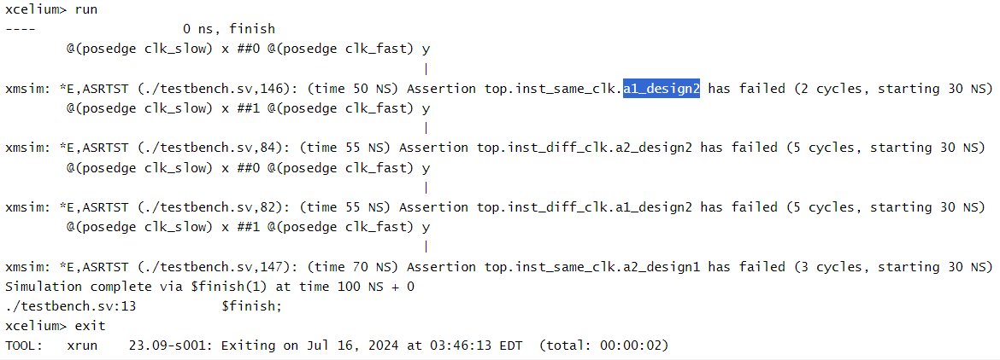 xcelium> run
----                   0 ns, finish
        @(posedge clk_slow) x ##0 @(posedge clk_fast) y
                                                      |
xmsim: *E,ASRTST (./testbench.sv,146): (time 50 NS) Assertion top.inst_same_clk.a1_design2 has failed (2 cycles, starting 30 NS)
        @(posedge clk_slow) x ##1 @(posedge clk_fast) y
                                                      |
xmsim: *E,ASRTST (./testbench.sv,84): (time 55 NS) Assertion top.inst_diff_clk.a2_design2 has failed (5 cycles, starting 30 NS)
        @(posedge clk_slow) x ##0 @(posedge clk_fast) y
                                                      |
xmsim: *E,ASRTST (./testbench.sv,82): (time 55 NS) Assertion top.inst_diff_clk.a1_design2 has failed (5 cycles, starting 30 NS)
        @(posedge clk_slow) x ##1 @(posedge clk_fast) y
                                                      |
xmsim: *E,ASRTST (./testbench.sv,147): (time 70 NS) Assertion top.inst_same_clk.a2_design1 has failed (3 cycles, starting 30 NS)
Simulation complete via $finish(1) at time 100 NS + 0
./testbench.sv:13           $finish;
xcelium> exit
TOOL:   xrun    23.09-s001: Exiting on Jul 16, 2024 at 03:46:13 EDT  (total: 00:00:02)